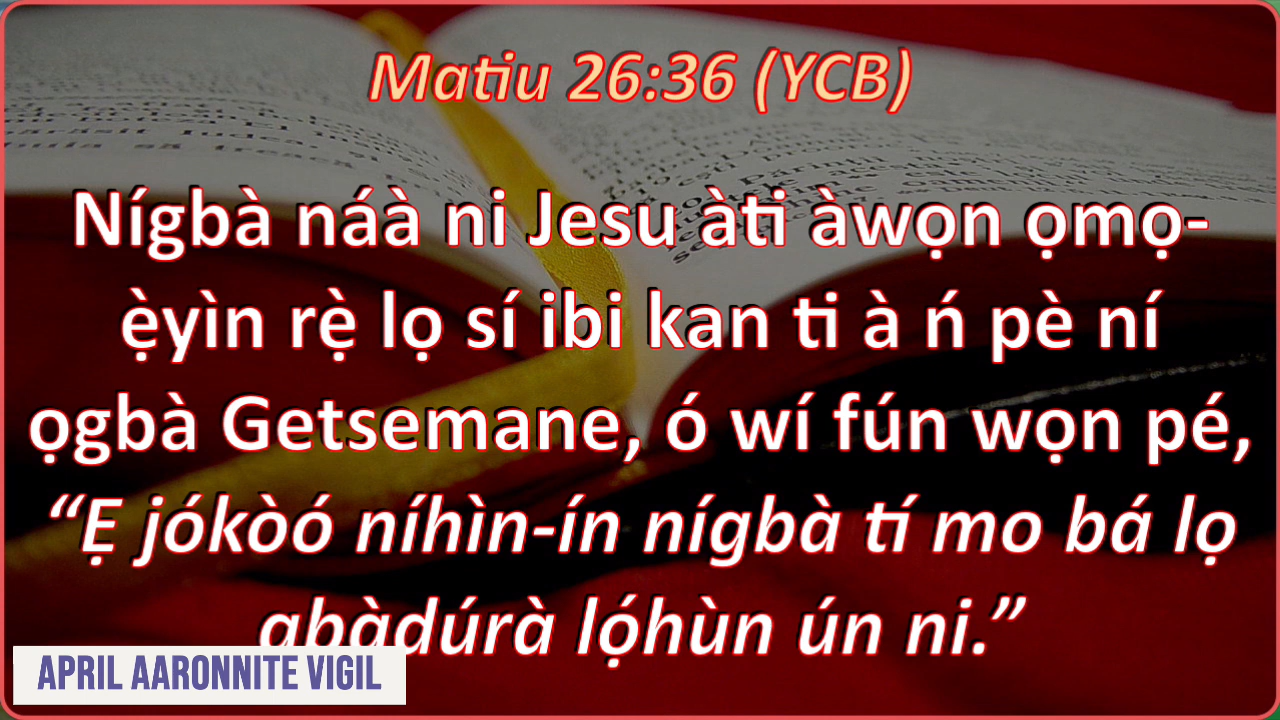 Matiu 26:36 (YCB)
Nígbà náà ni Jesu àti àwọn ọmọ-
ẹ̀yìn rẹ̀ lọ sí ibi kan ti à ń pè ní
ọgbà Getsemane, ó wí fún wọn pé,
“Ẹ jókòó níhìn-ín nígbà tí mo bá lọ
gbàdúrà lọ́hùn ún ni.”
APRIL AARONNITE VIGIL